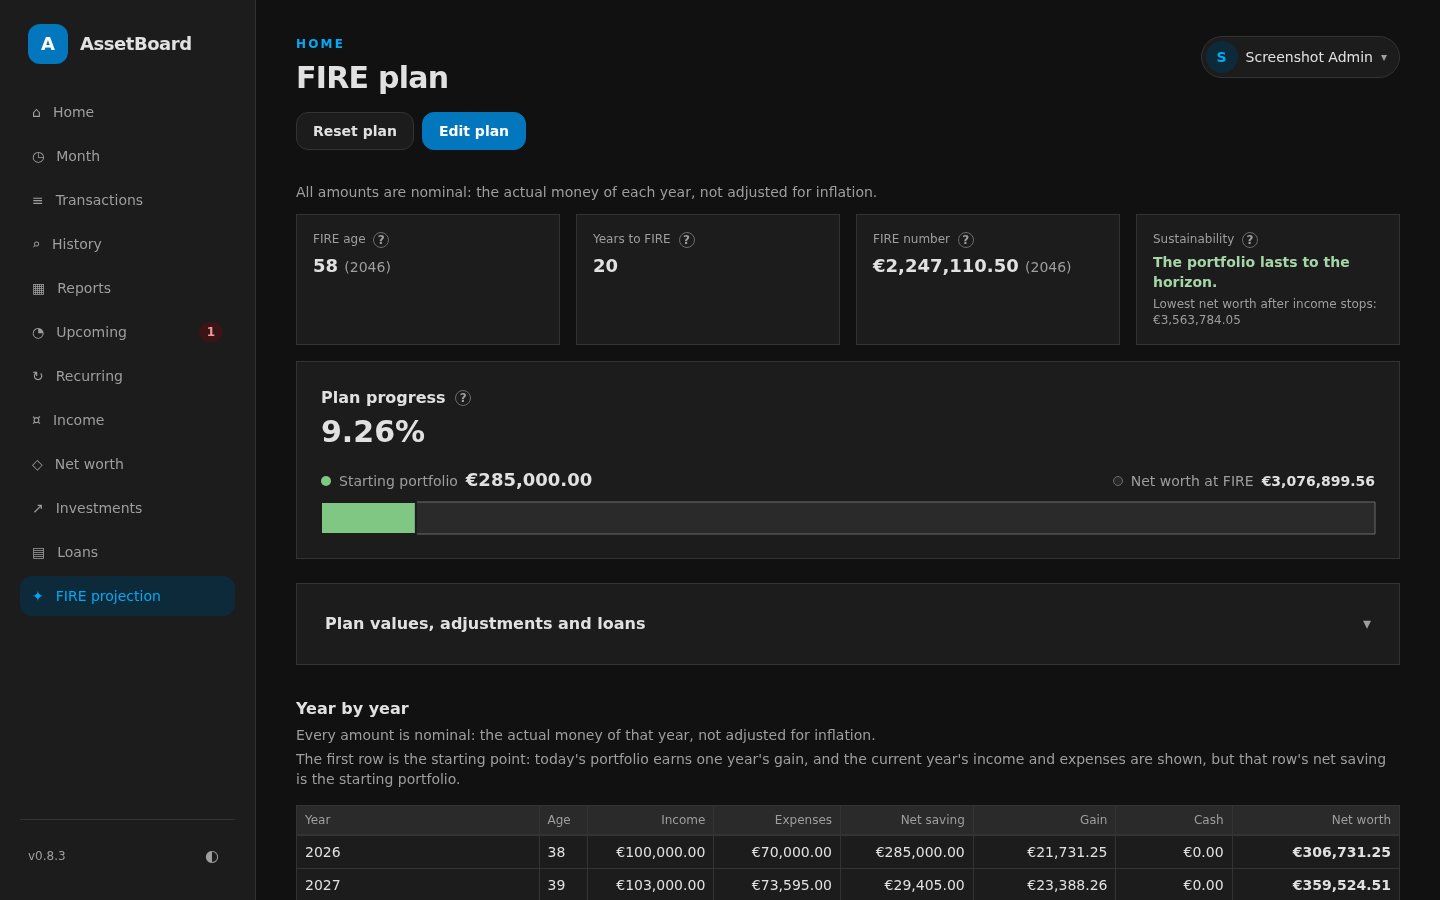 A AssetBoard
Home
Month
Transactions
History
Reports
Upcoming 1
Recurring
Income
Net worth
Investments
Loans
FIRE projection
v0.8.3
HOME
FIRE plan
S Screenshot Admin
Reset plan Edit plan
All amounts are nominal: the actual money of each year, not adjusted for inflation.
FIRE age ?
58 (2046)
Years to FIRE ?
20
FIRE number ?
€2,247,110.50 (2046)
Sustainability ?
The portfolio lasts to the
horizon.
Lowest net worth after income stops:
€3,563,784.05
Plan progress ?
9.26%
Starting portfolio €285,000.00 Net worth at FIRE €3,076,899.56
Plan values, adjustments and loans
Year by year
Every amount is nominal: the actual money of that year, not adjusted for inflation.
The first row is the starting point: today's portfolio earns one year's gain, and the current year's income and expenses are shown, but that row's net saving
is the starting portfolio.
Year Age Income Expenses Net saving Gain Cash Net worth
2026 38 €100,000.00 €70,000.00 €285,000.00 €21,731.25 €0.00 €306,731.25
2027 39 €103,000.00 €73,595.00 €29,405.00 €23,388.26 €0.00 €359,524.51